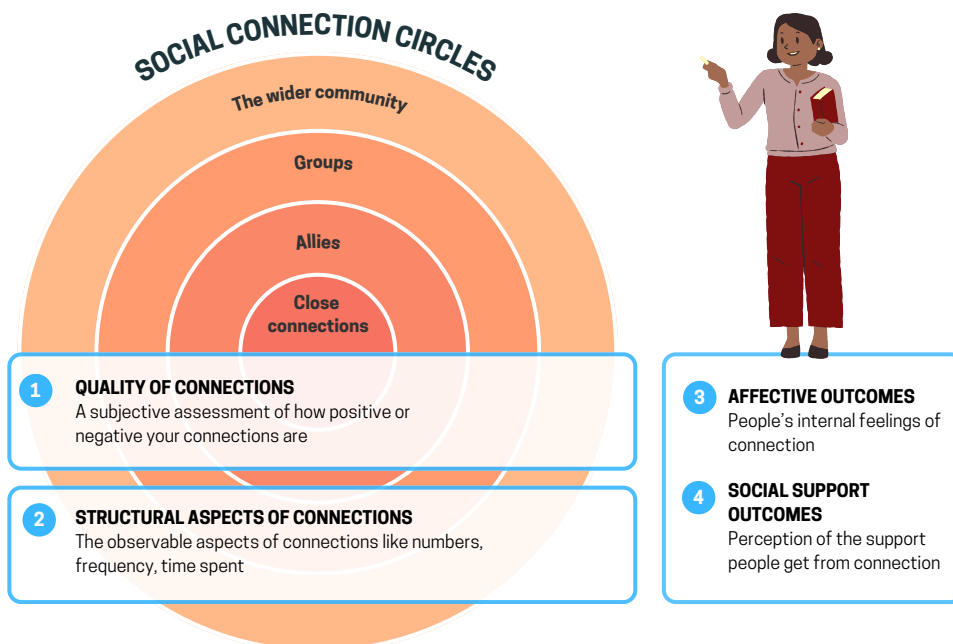 SOCIAL CONNECTION CIRCLES
The wider community
Groups
Allies
Close
connections
1
QUALITY OF CONNECTIONS
A subjective assessment of how positive or
negative your connections are
2
STRUCTURAL ASPECTS OF CONNECTIONS
The observable aspects of connections like numbers,
frequency, time spent
3
AFFECTIVE OUTCOMES
People’s internal feelings of
connection
4
SOCIAL SUPPORT
OUTCOMES
Perception of the support
people get from connection